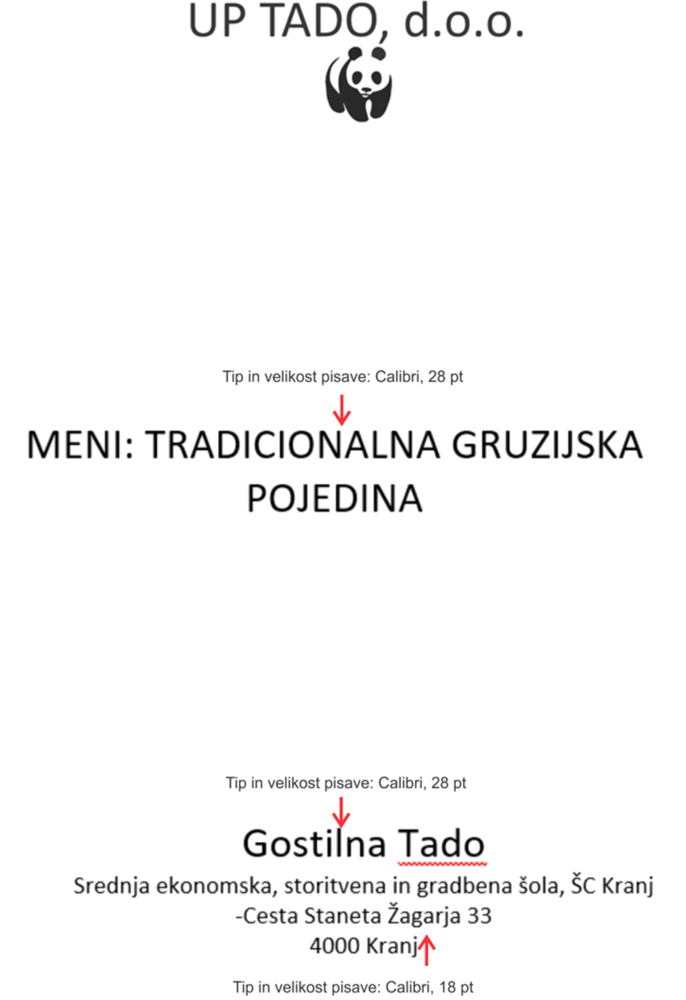 UP TADO, d.o.o.
Tip in velikost pisave: Calibri, 28 pt
MENI: TRADICIONALNA GRUZIJSKA
POJEDINA
Tip in velikost pisave: Calibri, 28 pt
Gostilna Tado
Srednja ekonomska, storitvena in gradbena šola, ŠC Kranj
-Cesta Staneta Žagarja 33
4000 Kranj
Tip in velikost pisave: Calibri, 18 pt